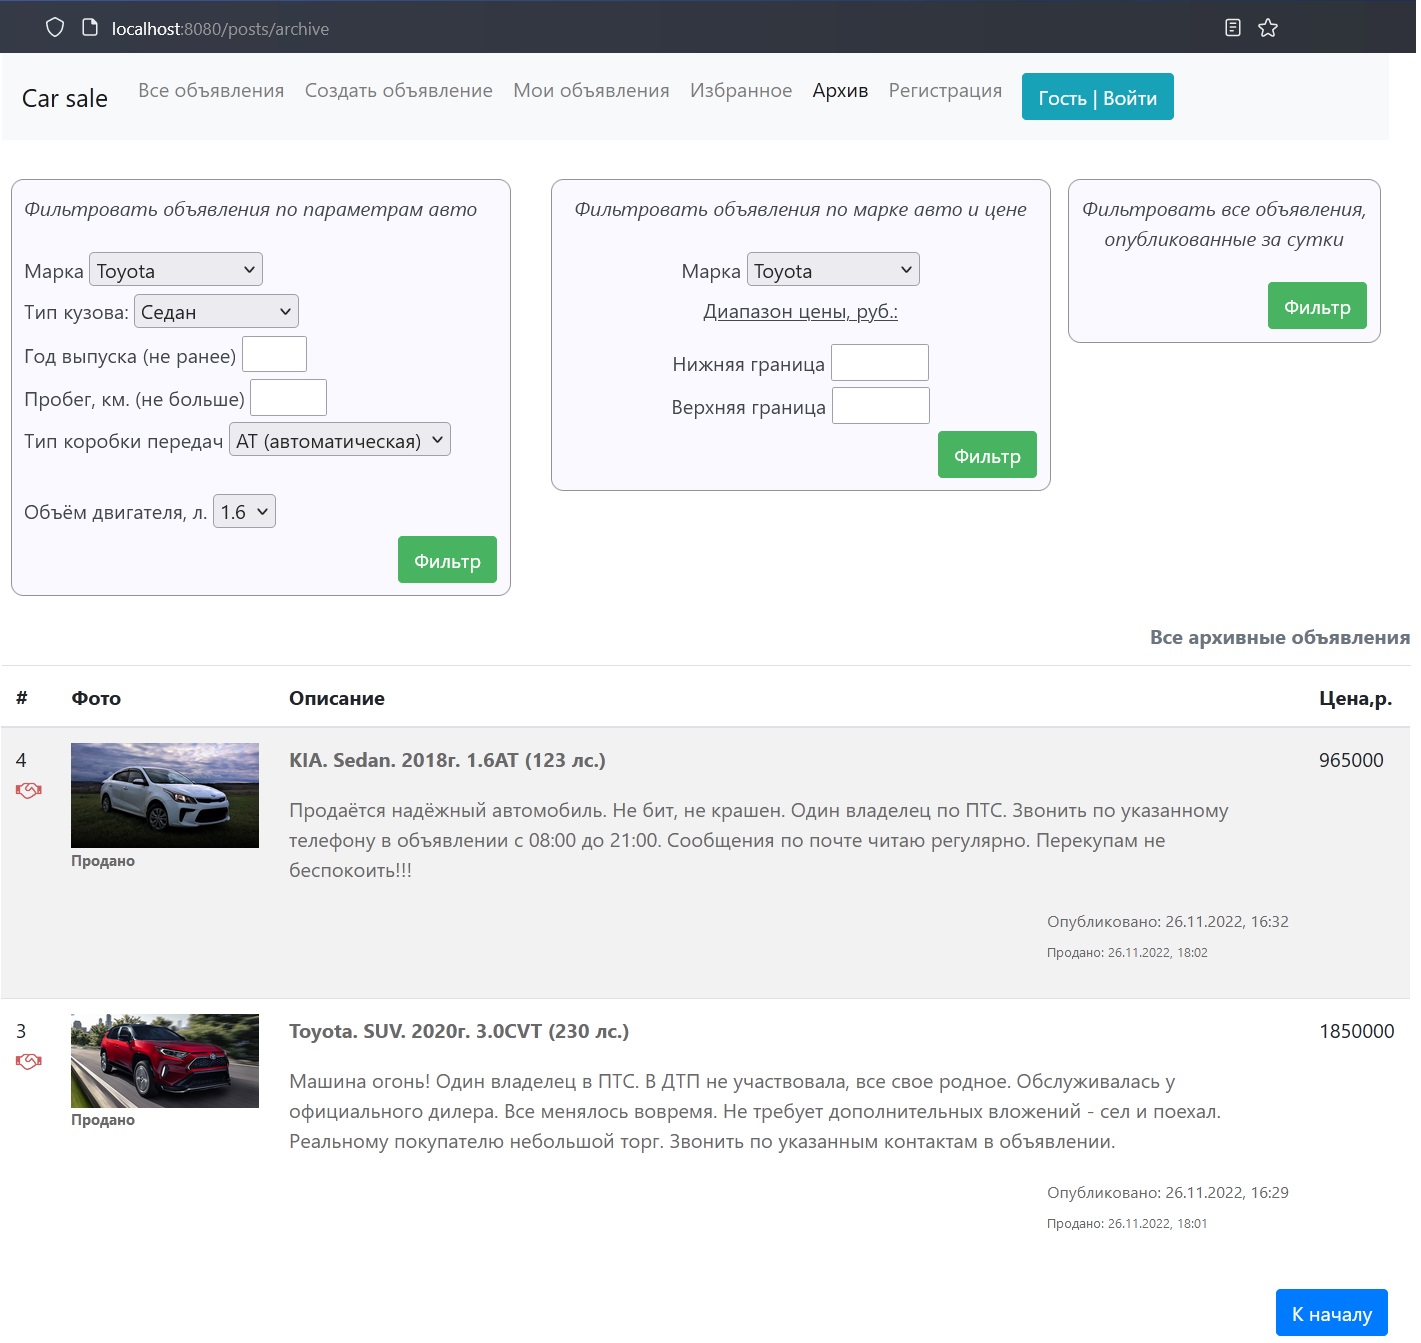 localhost:8080/posts/archive
Car sale
Все объявления Создать объявление Мои объявления Избранное Архив Регистрация Гость | Войти
Фильтровать объявления по параметрам авто
Марка Toyota
Тип кузова: Седан
Год выпуска (не ранее)
Пробег, км. (не больше)
Тип коробки передач AT (автоматическая)
Объём двигателя, л. 1.6
Фильтр
Фильтровать объявления по марке авто и цене
Марка Toyota
Диапазон цены, руб.:
Нижняя граница
Верхняя граница
Фильтр
Фильтровать все объявления,
опубликованные за сутки
Фильтр
Все архивные объявления
# Фото Описание Цена,р.
4 KIA. Sedan. 2018г. 1.6AT (123 лс.) 965000
Продаётся надёжный автомобиль. Не бит, не крашен. Один владелец по ПТС. Звонить по указанному
телефону в объявлении с 08:00 до 21:00. Сообщения по почте читаю регулярно. Перекупам не
беспокоить!!!
Продано
Опубликовано: 26.11.2022, 16:32
Продано: 26.11.2022, 18:02
3 Toyota. SUV. 2020г. 3.0CVT (230 лс.) 1850000
Машина огонь! Один владелец в ПТС. В ДТП не участвовала, все свое родное. Обслуживалась у
официального дилера. Все менялось вовремя. Не требует дополнительных вложений - сел и поехал.
Реальному покупателю небольшой торг. Звонить по указанным контактам в объявлении.
Продано
Опубликовано: 26.11.2022, 16:29
Продано: 26.11.2022, 18:01
К началу